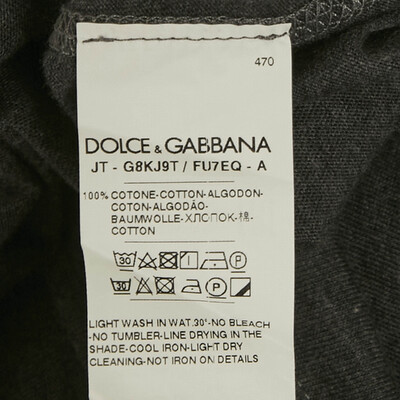 470
DOLCE & GABBANA
JT - G8KJ9T / FU7EQ - A
100% COTONE-COTTON-ALGODON-
COTON-ALGODÃO-
BAUMWOLLE-ХЛОПОК-棉-
COTTON
30 P
30 P
LIGHT WASH IN WAT.30°-NO BLEACH
-NO TUMBLER-LINE DRYING IN THE
SHADE-COOL IRON-LIGHT DRY
CLEANING-NOT IRON ON DETAILS